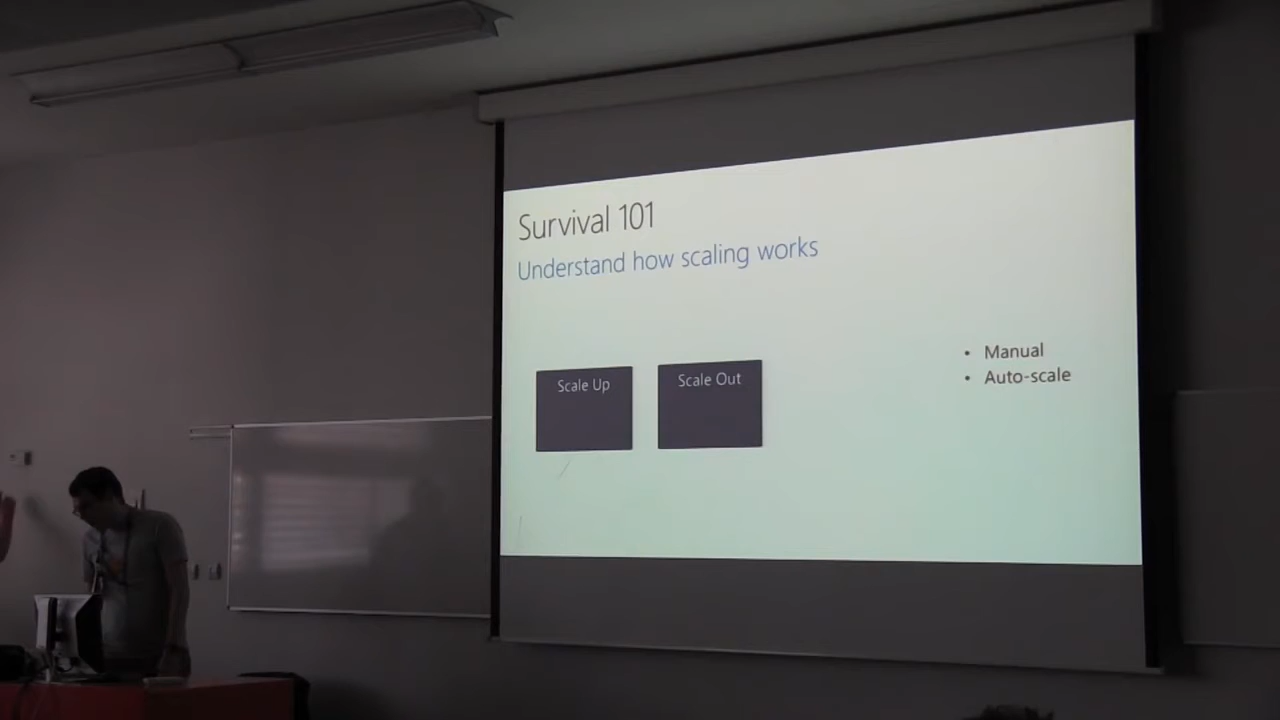 Survival 101
Understand how scaling works
Scale Up
Scale Out
• Manual
• Auto-scale